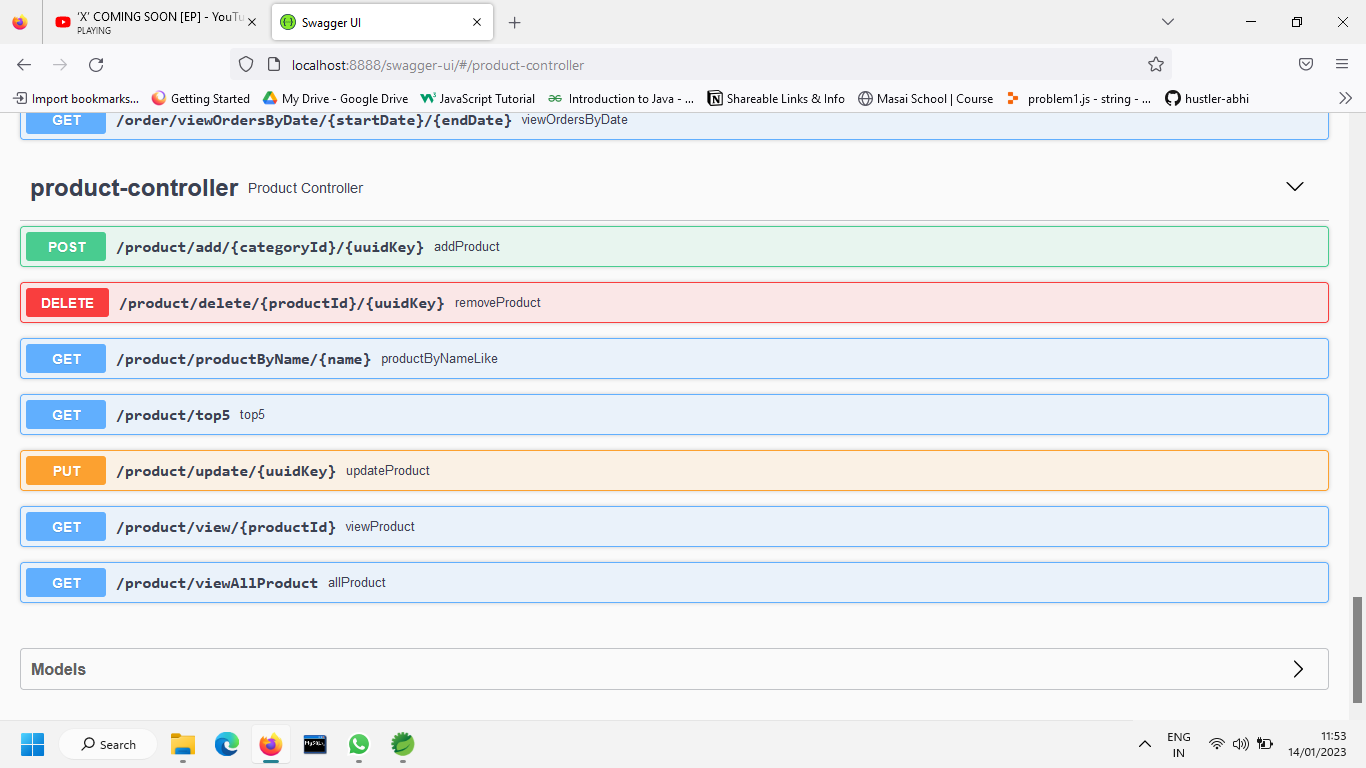 'X' COMING SOON [EP] - YouTu
PLAYING
Swagger UI
localhost:8888/swagger-ui/#/product-controller
Import bookmarks... Getting Started My Drive - Google Drive JavaScript Tutorial Introduction to Java - ... Shareable Links & Info Masai School | Course problem1.js - string - ... hustler-abhi
GET /order/viewOrdersByDate/{startDate}/{endDate} viewOrdersByDate
product-controller Product Controller
POST /product/add/{categoryId}/{uuidKey} addProduct
DELETE /product/delete/{productId}/{uuidKey} removeProduct
GET /product/productByName/{name} productByNameLike
GET /product/top5 top5
PUT /product/update/{uuidKey} updateProduct
GET /product/view/{productId} viewProduct
GET /product/viewAllProduct allProduct
Models
Search
MySQL
ENG
IN
11:53
14/01/2023